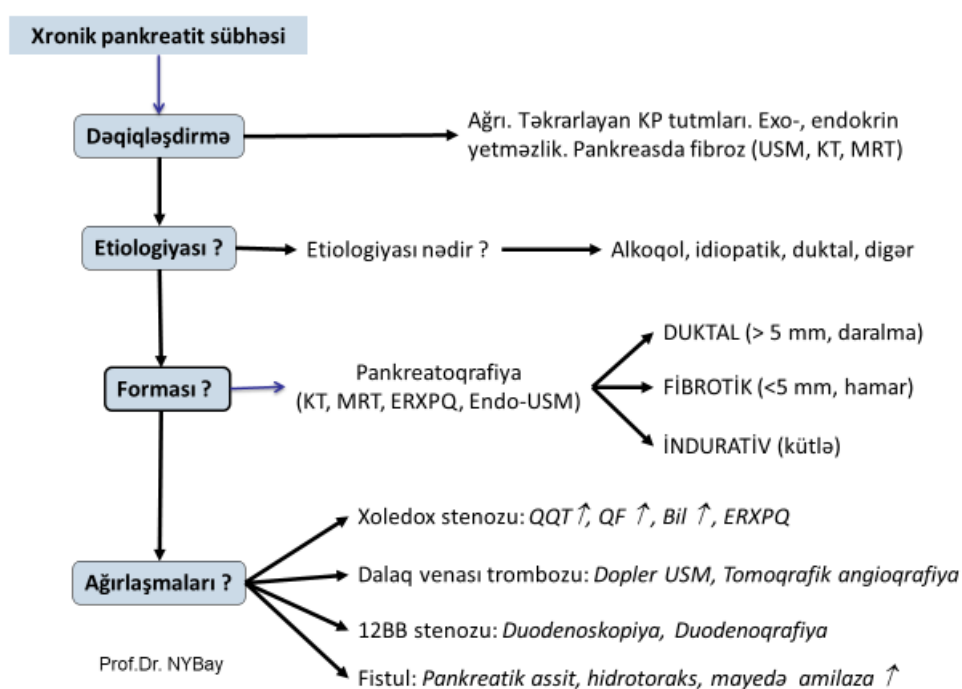 Xronik pankreatit sübhəsi
Dəqiqləşdirmə
Ağrı. Təkrarlayan KP tutmları. Exo-, endokrin
yetməzlik. Pankreasda fibroz (USM, KT, MRT)
Etiologiyası ?
Etiologiyası nədir ?
Alkoqol, idiopatik, duktal, digər
Forması ?
Pankreatoqrafiya
(KT, MRT, ERXPQ, Endo-USM)
DUKTAL (> 5 mm, daralma)
FİBROTİK (<5 mm, hamar)
İNDURATİV (kütlə)
Ağırlaşmaları ?
Xoledox stenozu: QQT ↑, QF ↑, Bil ↑, ERXPQ
Dalaq venası trombozu: Dopler USM, Tomoqrafik angioqrafiya
12BB stenozu: Duodenoskopiya, Duodenoqrafiya
Fistul: Pankreatik assit, hidrotoraks, mayedə amilaza ↑
Prof.Dr. NYBay